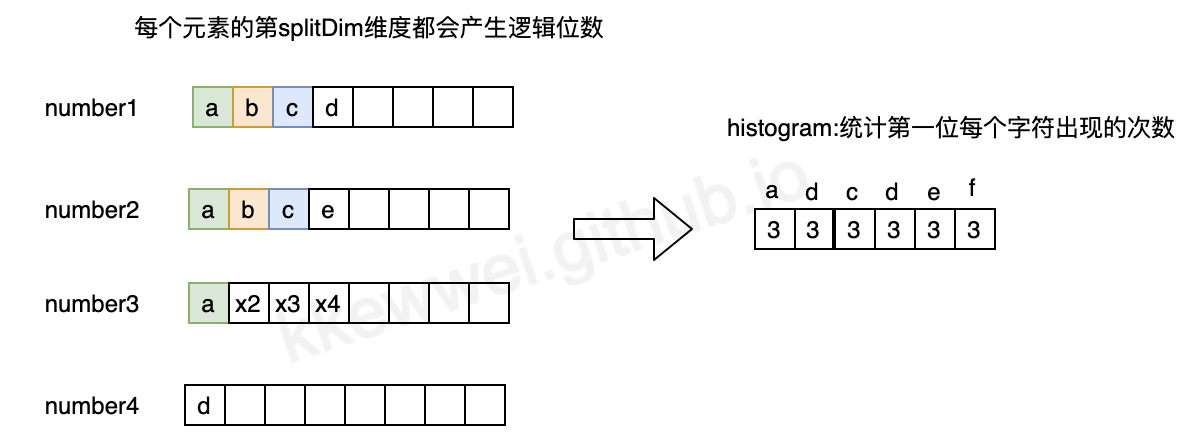 每个元素的第splitDim维度都会产生逻辑位数
number1 a b c d
number2 a b c e
number3 a x2 x3 x4
number4 d
histogram:统计第一位每个字符出现的次数
a d c d e f
3 3 3 3 3 3
kkewwei.github.io